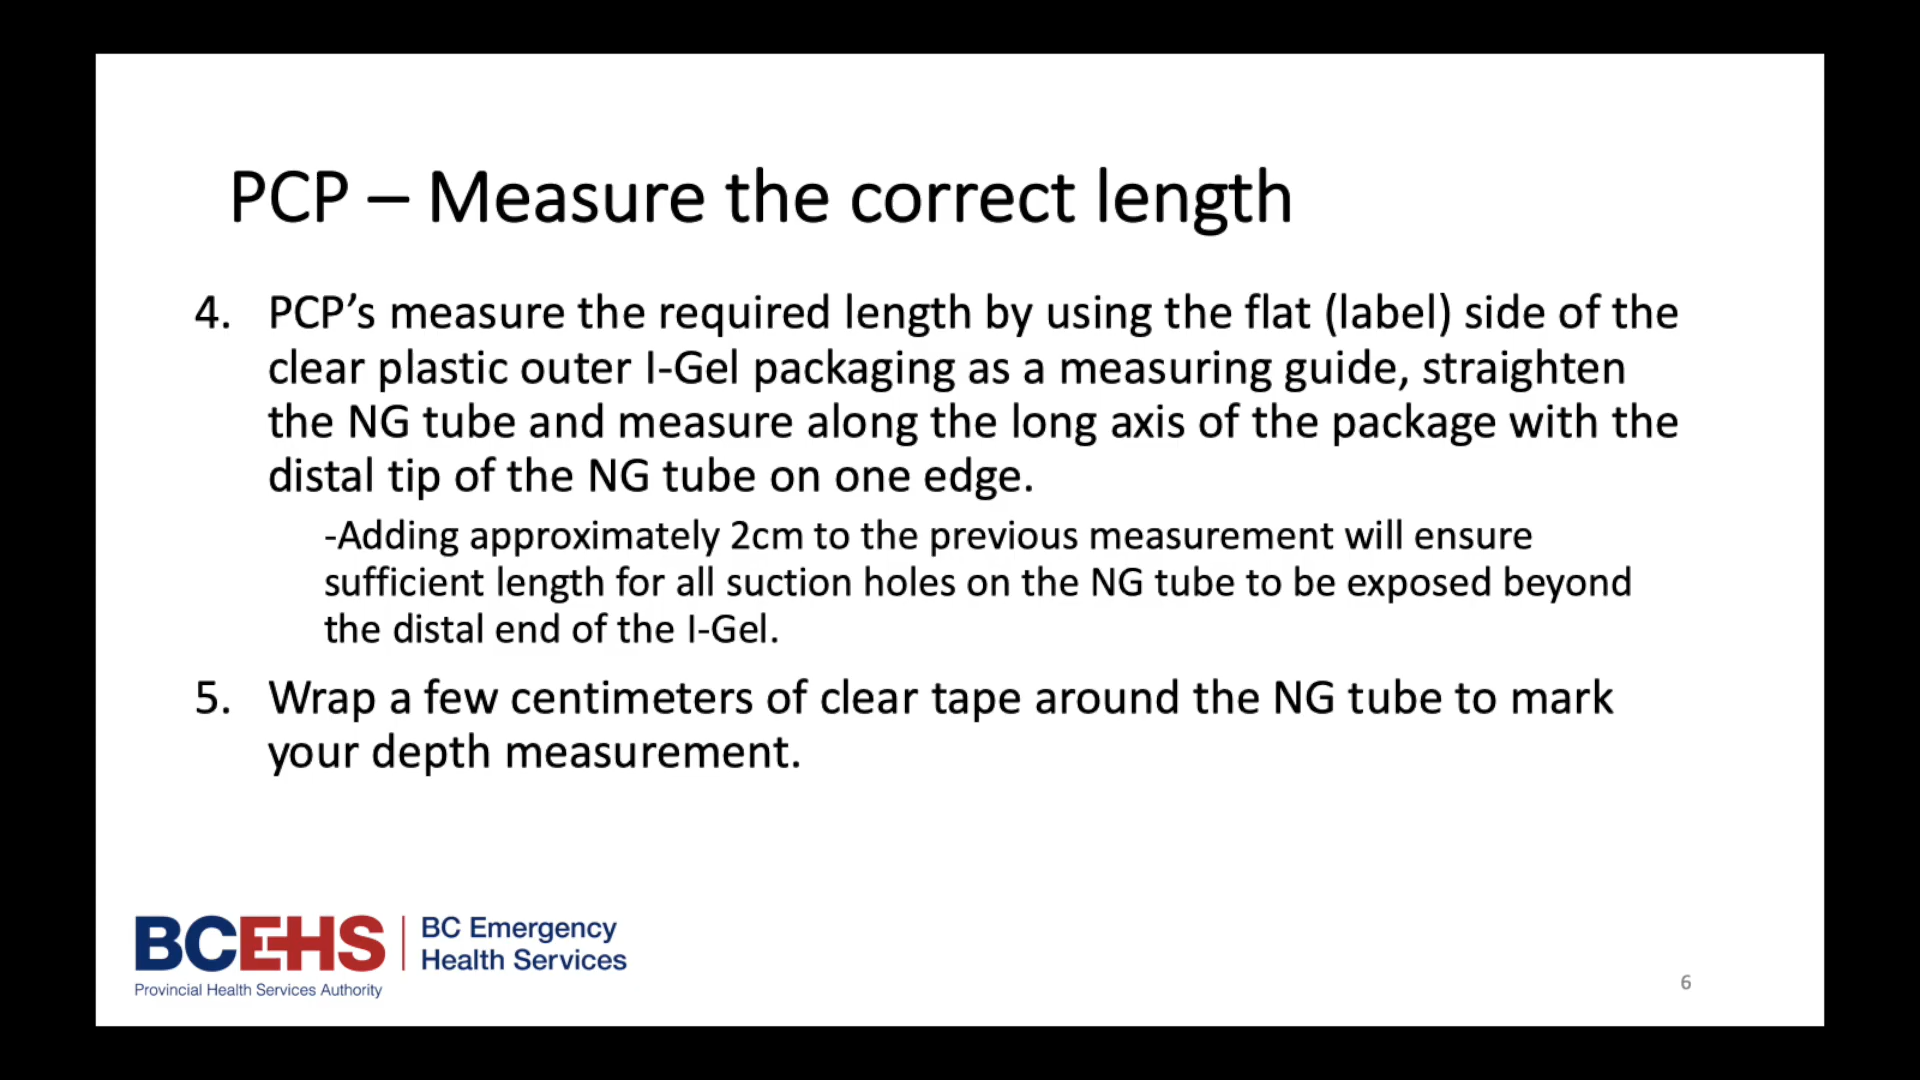 PCP – Measure the correct length
4. PCP’s measure the required length by using the flat (label) side of the
clear plastic outer I-Gel packaging as a measuring guide, straighten
the NG tube and measure along the long axis of the package with the
distal tip of the NG tube on one edge.
-Adding approximately 2cm to the previous measurement will ensure
sufficient length for all suction holes on the NG tube to be exposed beyond
the distal end of the I-Gel.
5. Wrap a few centimeters of clear tape around the NG tube to mark
your depth measurement.
BCEHS
Provincial Health Services Authority
BC Emergency
Health Services
6